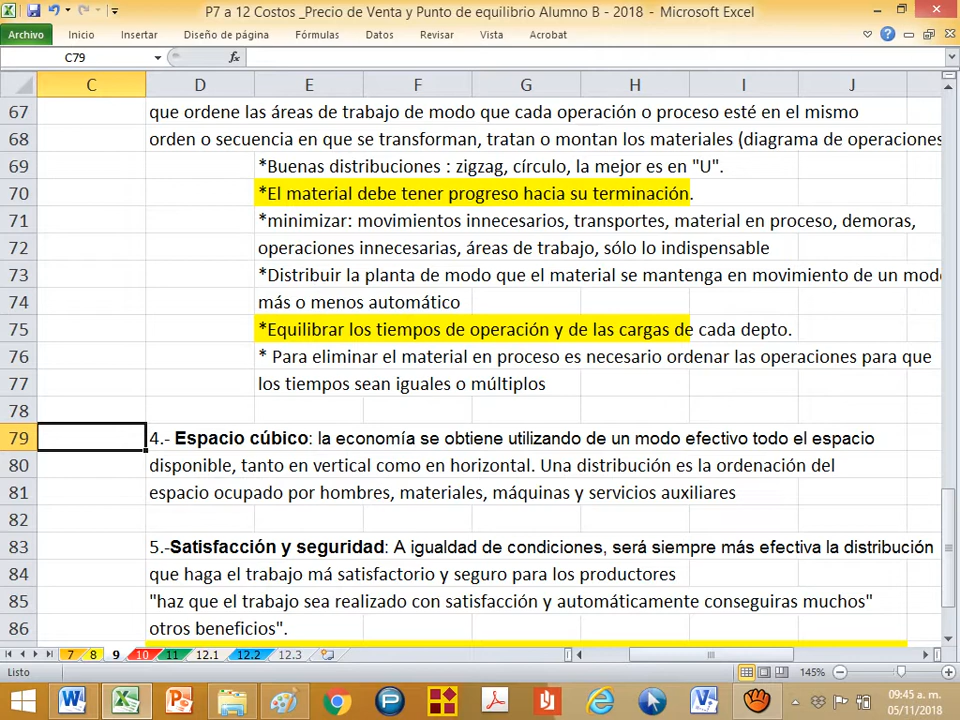 P7 a 12 Costos _Precio de Venta y Punto de equilibrio Alumno B - 2018 - Microsoft Excel
Archivo Inicio Insertar Diseño de página Fórmulas Datos Revisar Vista Acrobat
C79 fx
C D E F G H I J
67 que ordene las áreas de trabajo de modo que cada operación o proceso esté en el mismo
68 orden o secuencia en que se transforman, tratan o montan los materiales (diagrama de operaciones
69 *Buenas distribuciones : zigzag, círculo, la mejor es en "U".
70 *El material debe tener progreso hacia su terminación.
71 *minimizar: movimientos innecesarios, transportes, material en proceso, demoras,
72 operaciones innecesarias, áreas de trabajo, sólo lo indispensable
73 *Distribuir la planta de modo que el material se mantenga en movimiento de un modo
74 más o menos automático
75 *Equilibrar los tiempos de operación y de las cargas de cada depto.
76 * Para eliminar el material en proceso es necesario ordenar las operaciones para que
77 los tiempos sean iguales o múltiplos
78
79 4.- Espacio cúbico: la economía se obtiene utilizando de un modo efectivo todo el espacio
80 disponible, tanto en vertical como en horizontal. Una distribución es la ordenación del
81 espacio ocupado por hombres, materiales, máquinas y servicios auxiliares
82
83 5.-Satisfacción y seguridad: A igualdad de condiciones, será siempre más efectiva la distribución
84 que haga el trabajo má satisfactorio y seguro para los productores
85 "haz que el trabajo sea realizado con satisfacción y automáticamente conseguiras muchos"
86 otros beneficios".
7 8 9 10 11 12.1 12.2 12.3
Listo 145%
09:45 a. m.
05/11/2018